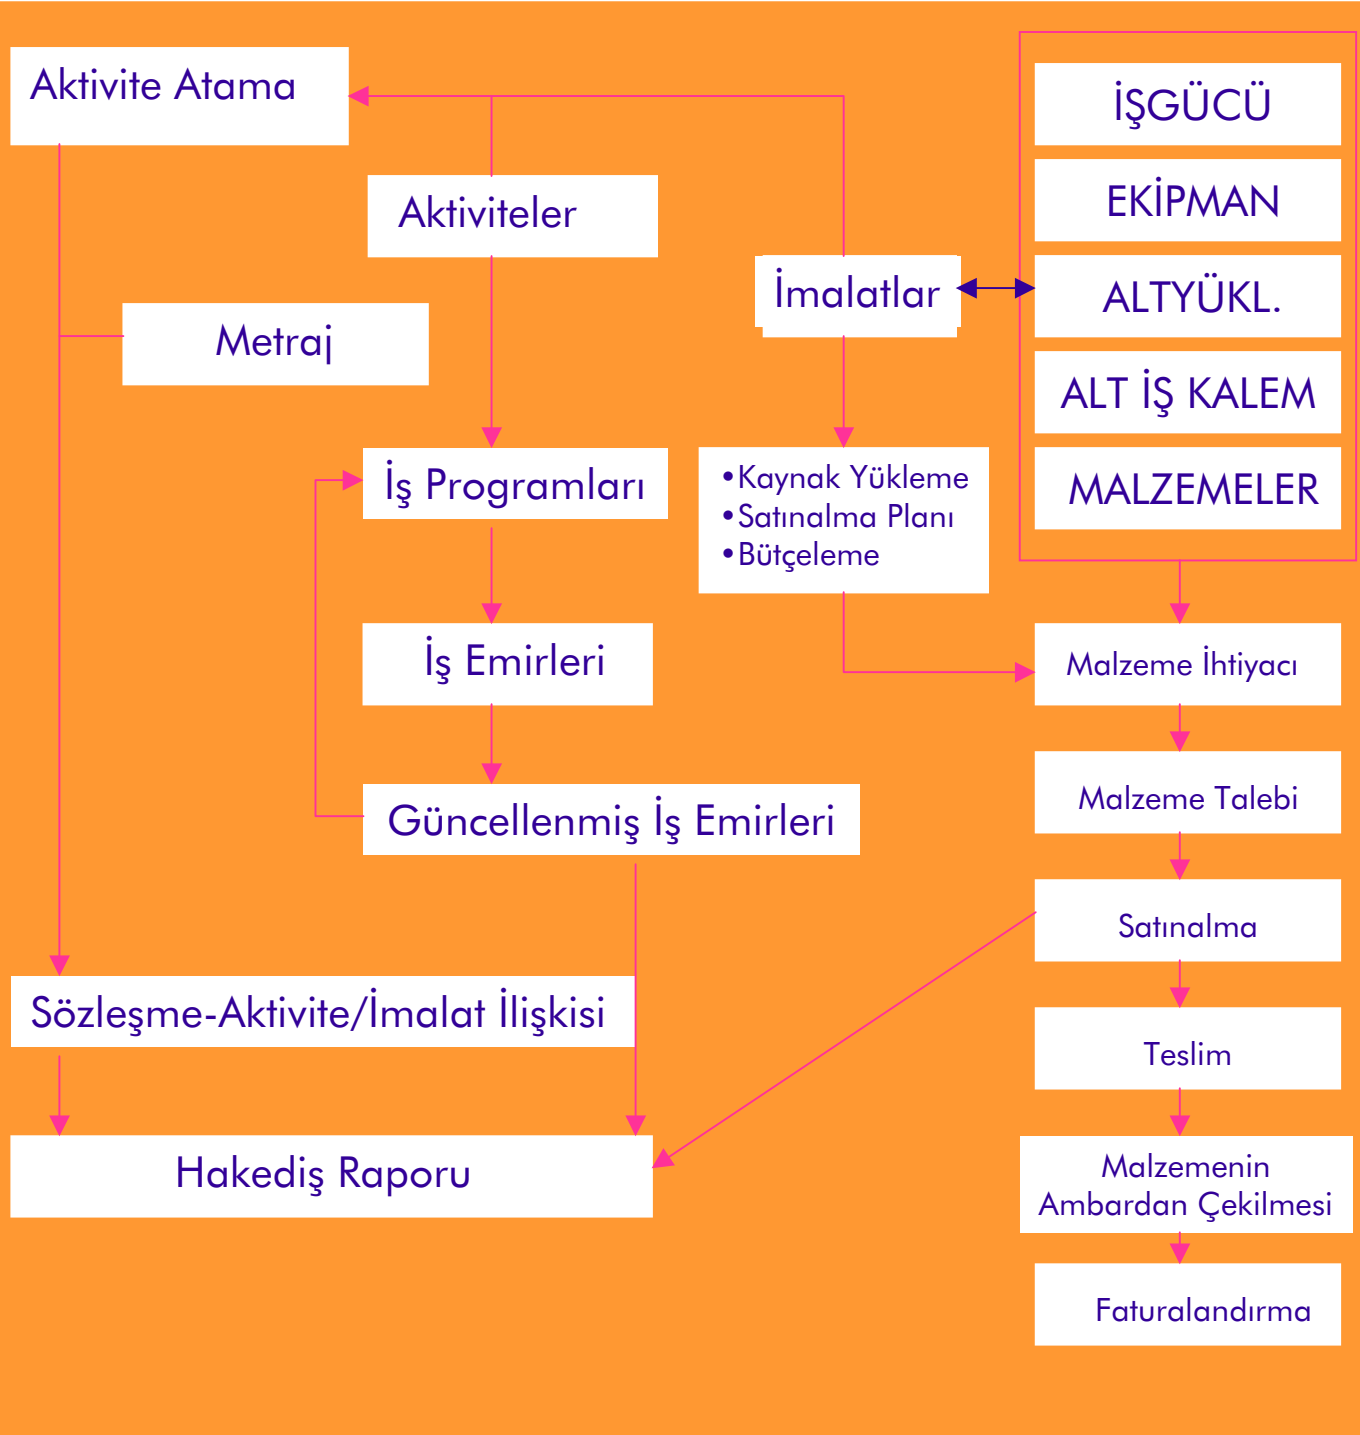 Aktivite Atama
Aktiviteler
Metraj
İş Programları
İş Emirleri
Güncellenmiş İş Emirleri
Sözleşme-Aktivite/İmalat İlişkisi
Hakediş Raporu
İmalatlar
•Kaynak Yükleme
•Satınalma Planı
•Bütçeleme
İŞGÜCÜ
EKİPMAN
ALTYÜKL.
ALT İŞ KALEM
MALZEMELER
Malzeme İhtiyacı
Malzeme Talebi
Satınalma
Teslim
Malzemenin
Ambardan Çekilmesi
Faturalandırma